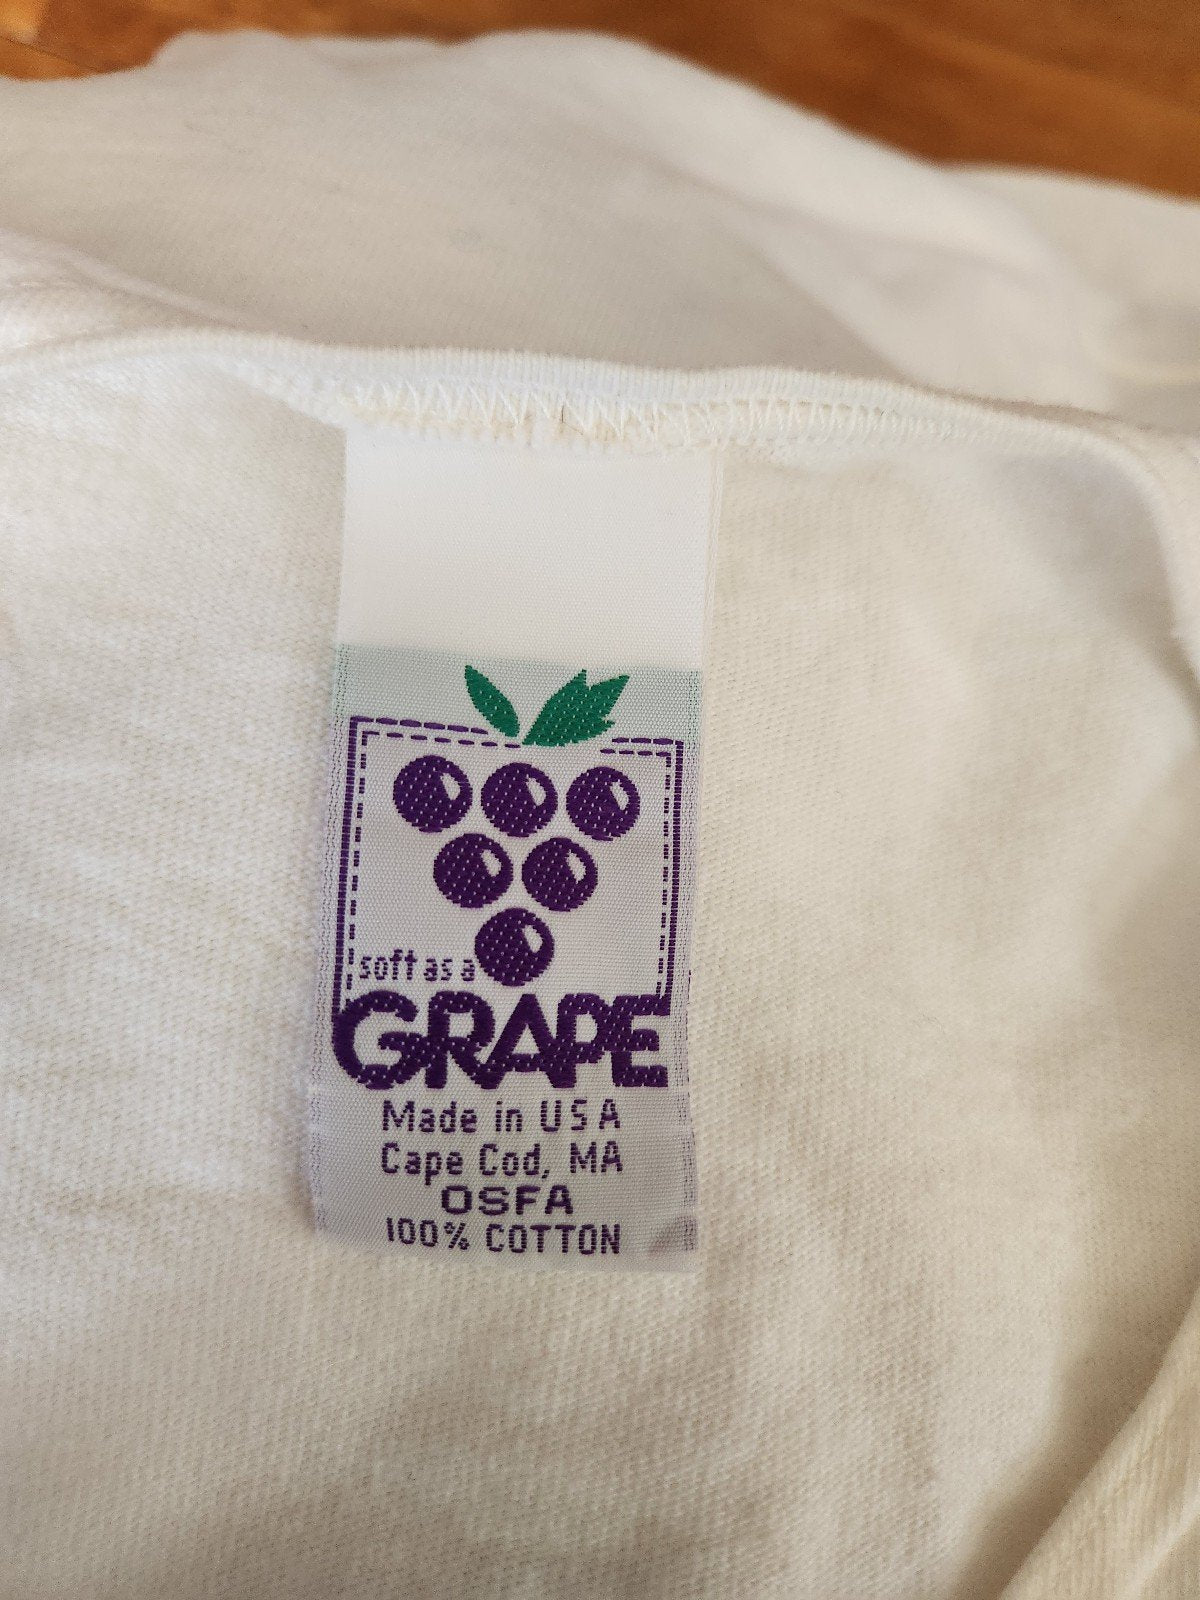 soft as a
GRAPE
Made in USA
Cape Cod, MA
OSFA
100% COTTON